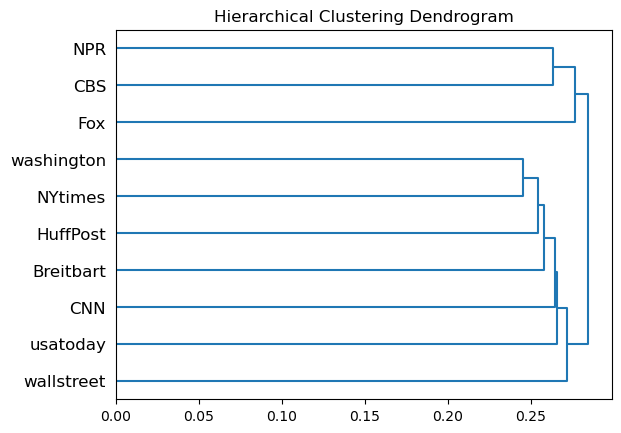 Hierarchical Clustering Dendrogram
NPR
CBS
Fox
washington
NYtimes
HuffPost
Breitbart
CNN
usatoday
wallstreet
0.00 0.05 0.10 0.15 0.20 0.25